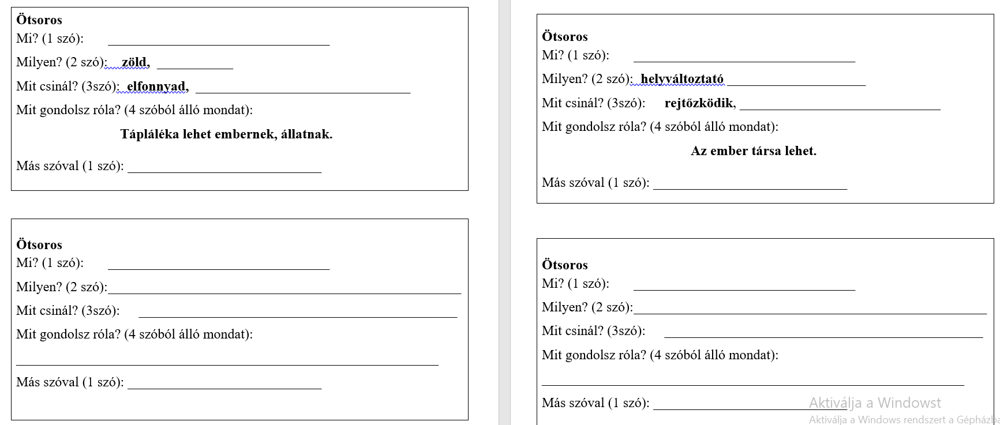 Ötsoros
Mi? (1 szó):
Milyen? (2 szó): zöld,
Mit csinál? (3szó): elfonnyad,
Mit gondolsz róla? (4 szóból álló mondat):
Tápláléka lehet embernek, állatnak.
Más szóval (1 szó):
Ötsoros
Mi? (1 szó):
Milyen? (2 szó):
Mit csinál? (3szó):
Mit gondolsz róla? (4 szóból álló mondat):
Más szóval (1 szó):
Ötsoros
Mi? (1 szó):
Milyen? (2 szó): helyváltoztató
Mit csinál? (3szó): rejtőzködik,
Mit gondolsz róla? (4 szóból álló mondat):
Az ember társa lehet.
Más szóval (1 szó):
Ötsoros
Mi? (1 szó):
Milyen? (2 szó):
Mit csinál? (3szó):
Mit gondolsz róla? (4 szóból álló mondat):
Más szóval (1 szó):
Aktiválja a Windowst
Aktiválja a Windows rendszert a Gépházba